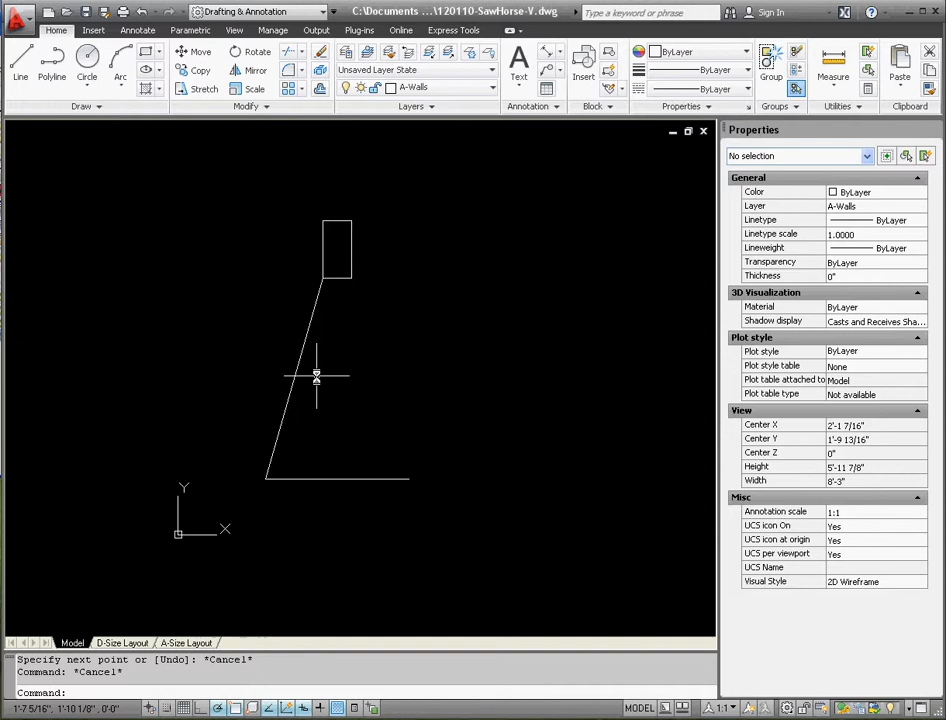 Drafting & Annotation
C:\Documents ...\120110-SawHorse-V.dwg
Type a keyword or phrase
Sign In
Home Insert Annotate Parametric View Manage Output Plug-ins Online Express Tools
Line Polyline Circle Arc
Move Rotate
Copy Mirror
Stretch Scale
Unsaved Layer State
A-Walls
Text
Insert
ByLayer
ByLayer
ByLayer
Group
Measure
Paste
Draw Modify Layers Annotation Block Properties Groups Utilities Clipboard
Properties
No selection
General
Color ByLayer
Layer A-Walls
Linetype ByLayer
Linetype scale 1.0000
Lineweight ByLayer
Transparency ByLayer
Thickness 0"
3D Visualization
Material ByLayer
Shadow display Casts and Receives Sha...
Plot style
Plot style ByLayer
Plot style table None
Plot table attached to Model
Plot table type Not available
View
Center X 2'-1 7/16"
Center Y 1'-9 13/16"
Center Z 0"
Height 5'-11 7/8"
Width 8'-3"
Misc
Annotation scale 1:1
UCS icon On Yes
UCS icon at origin Yes
UCS per viewport Yes
UCS Name
Visual Style 2D Wireframe
Y
X
Model D-Size Layout A-Size Layout
Specify next point or [Undo]: *Cancel*
Command: *Cancel*
Command:
1'-7 5/16", 1'-10 1/8", 0'-0"
MODEL
1:1